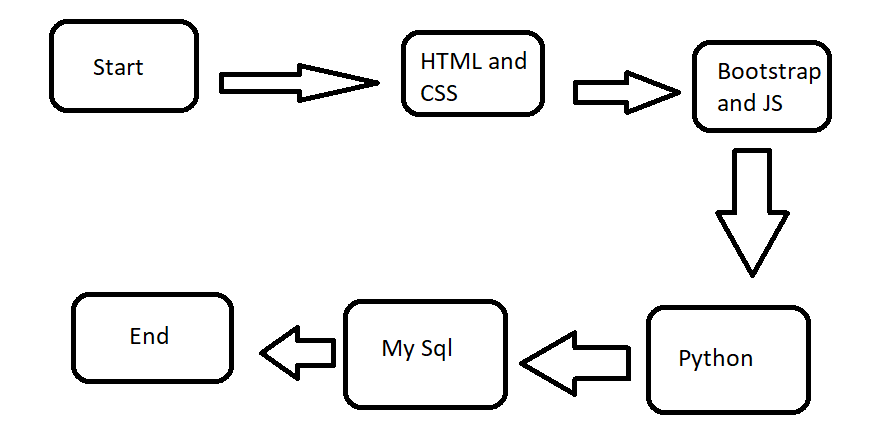 Start
HTML and
CSS
Bootstrap
and JS
Python
My Sql
End